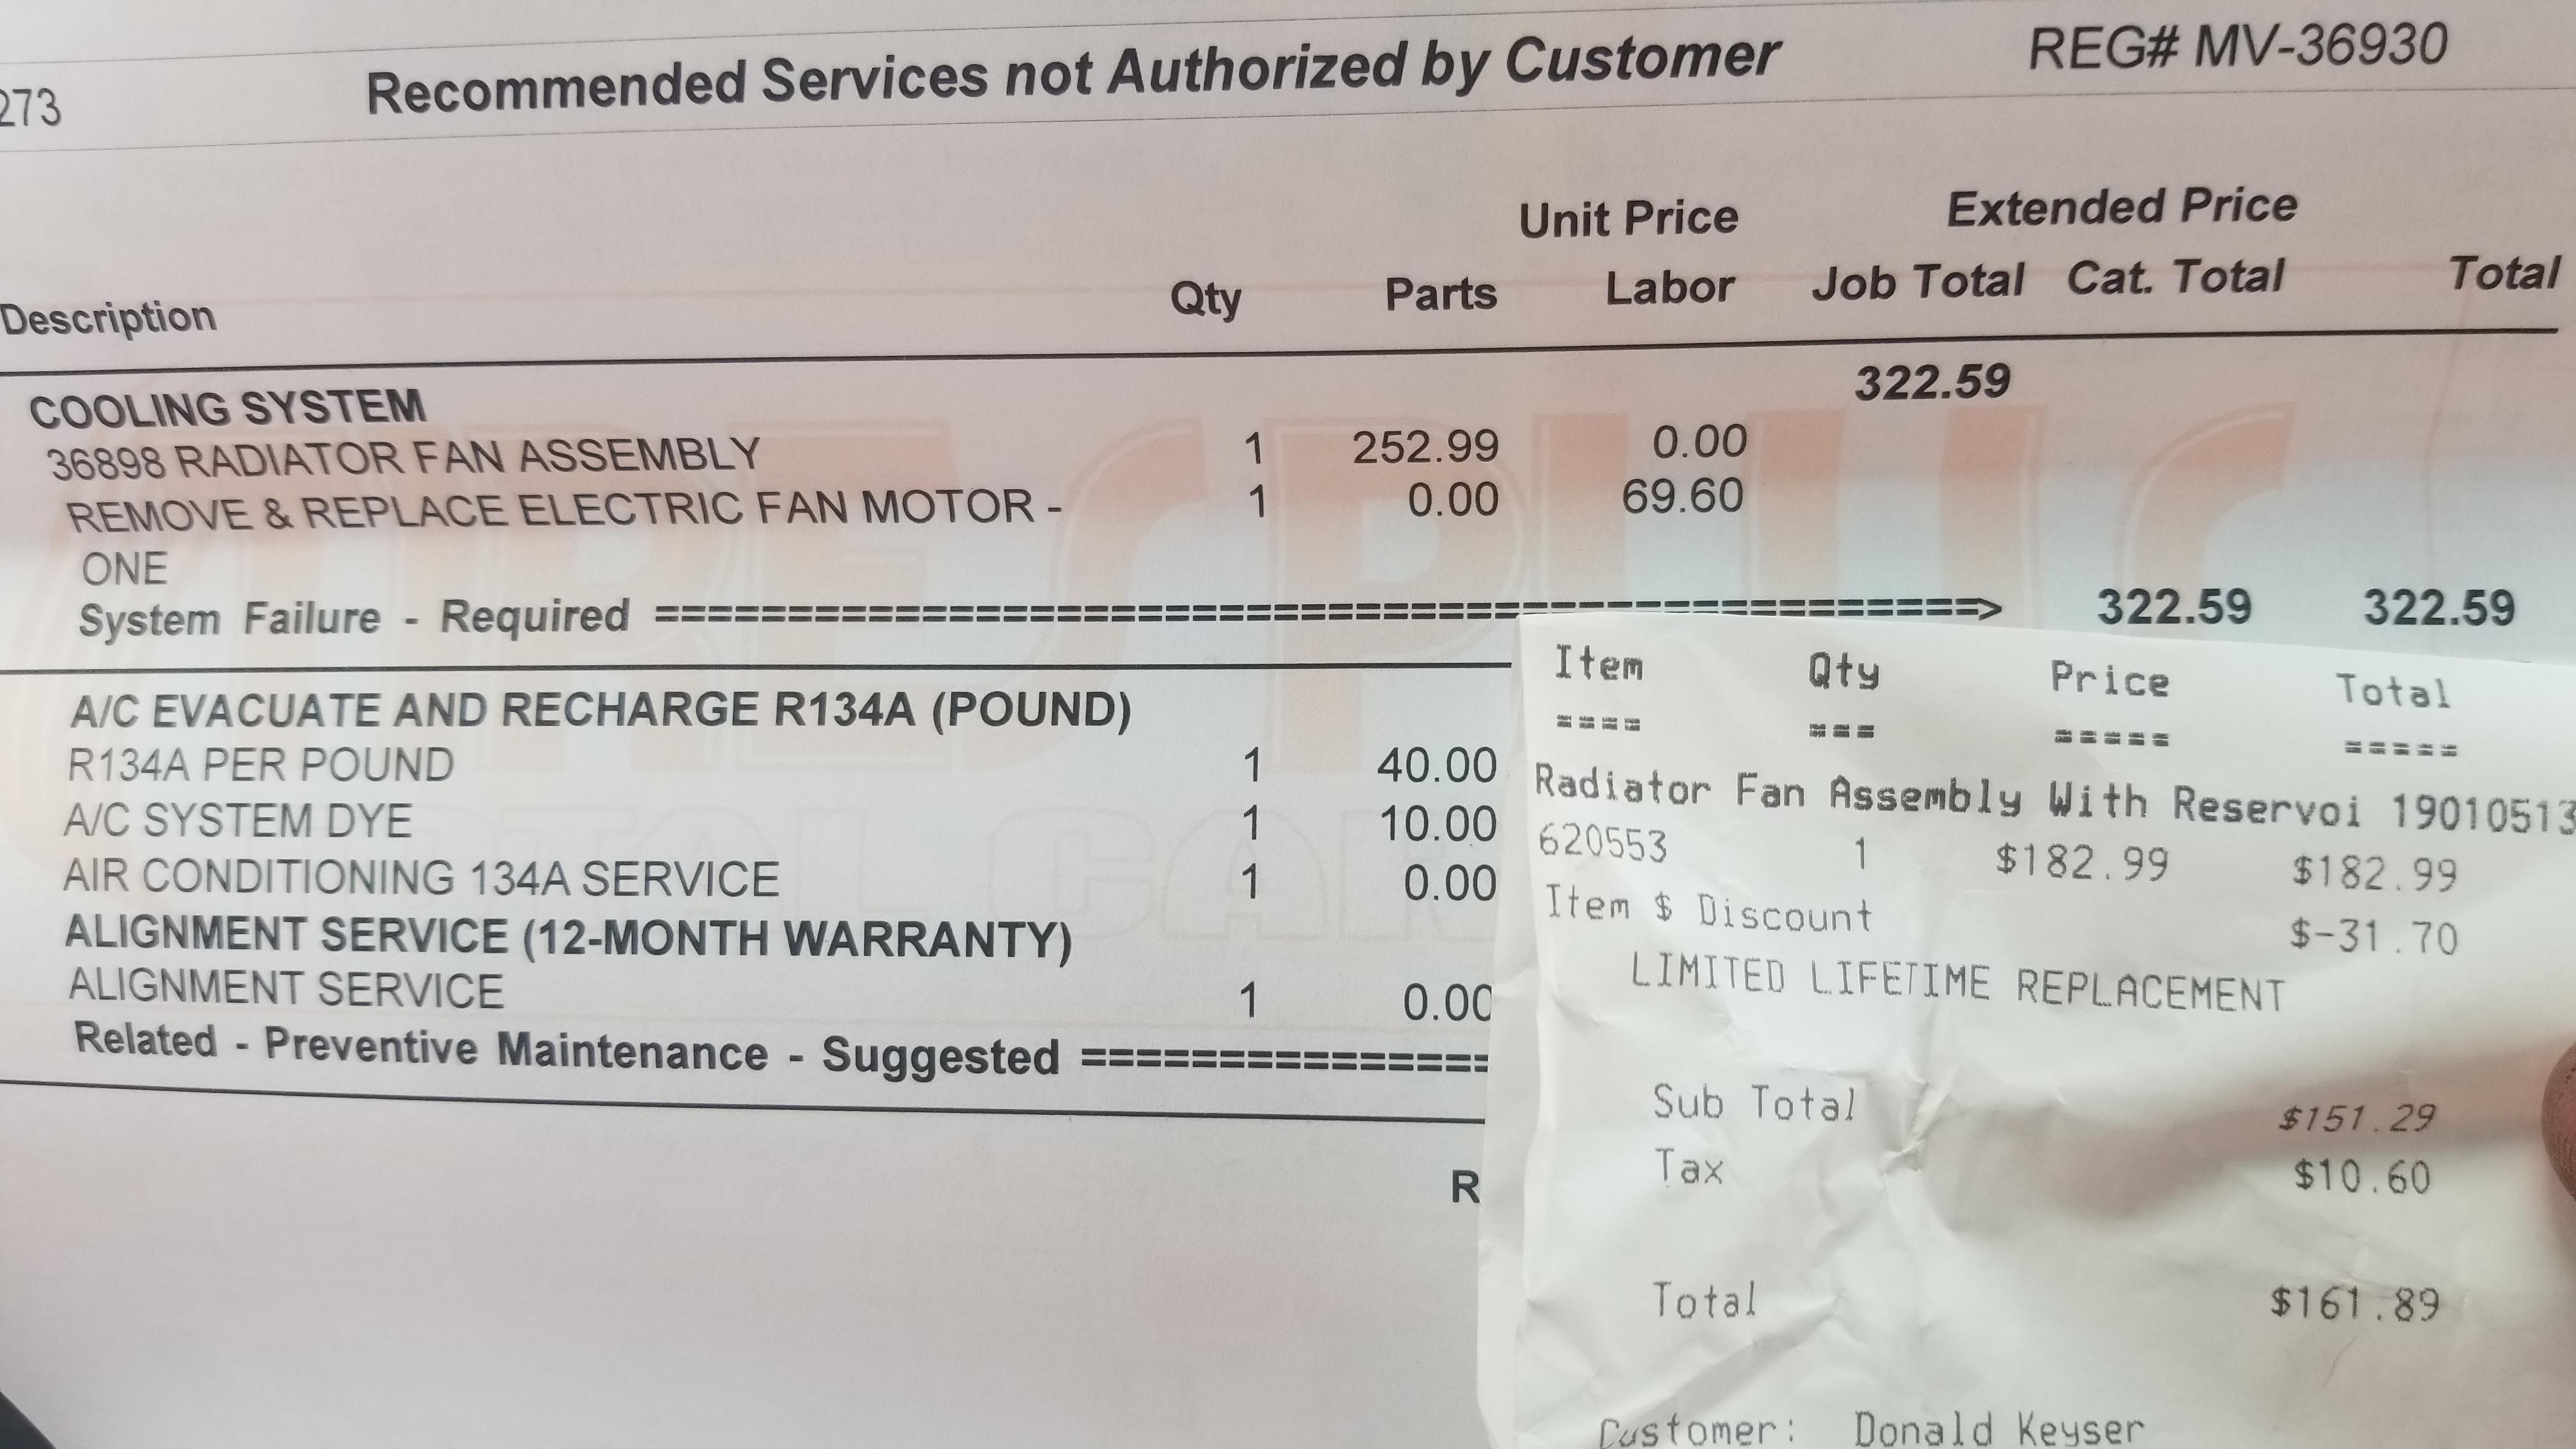 273 Recommended Services not Authorized by Customer REG# MV-36930
Unit Price Extended Price
Description Qty Parts Labor Job Total Cat. Total Total
COOLING SYSTEM 322.59
36898 RADIATOR FAN ASSEMBLY 1 252.99 0.00
REMOVE & REPLACE ELECTRIC FAN MOTOR - 1 0.00 69.60
ONE
System Failure - Required ==================================================> 322.59 322.59
A/C EVACUATE AND RECHARGE R134A (POUND)
R134A PER POUND 1 40.00
A/C SYSTEM DYE 1 10.00
AIR CONDITIONING 134A SERVICE 1 0.00
ALIGNMENT SERVICE (12-MONTH WARRANTY)
ALIGNMENT SERVICE 1 0.00
Related - Preventive Maintenance - Suggested ===============
R
Item Qty Price Total
==== === ===== =====
Radiator Fan Assembly With Reservoi 19010513
620553 1 $182.99 $182.99
Item $ Discount $-31.70
LIMITED LIFETIME REPLACEMENT
Sub Total $151.29
Tax $10.60
Total $161.89
Customer: Donald Keyser